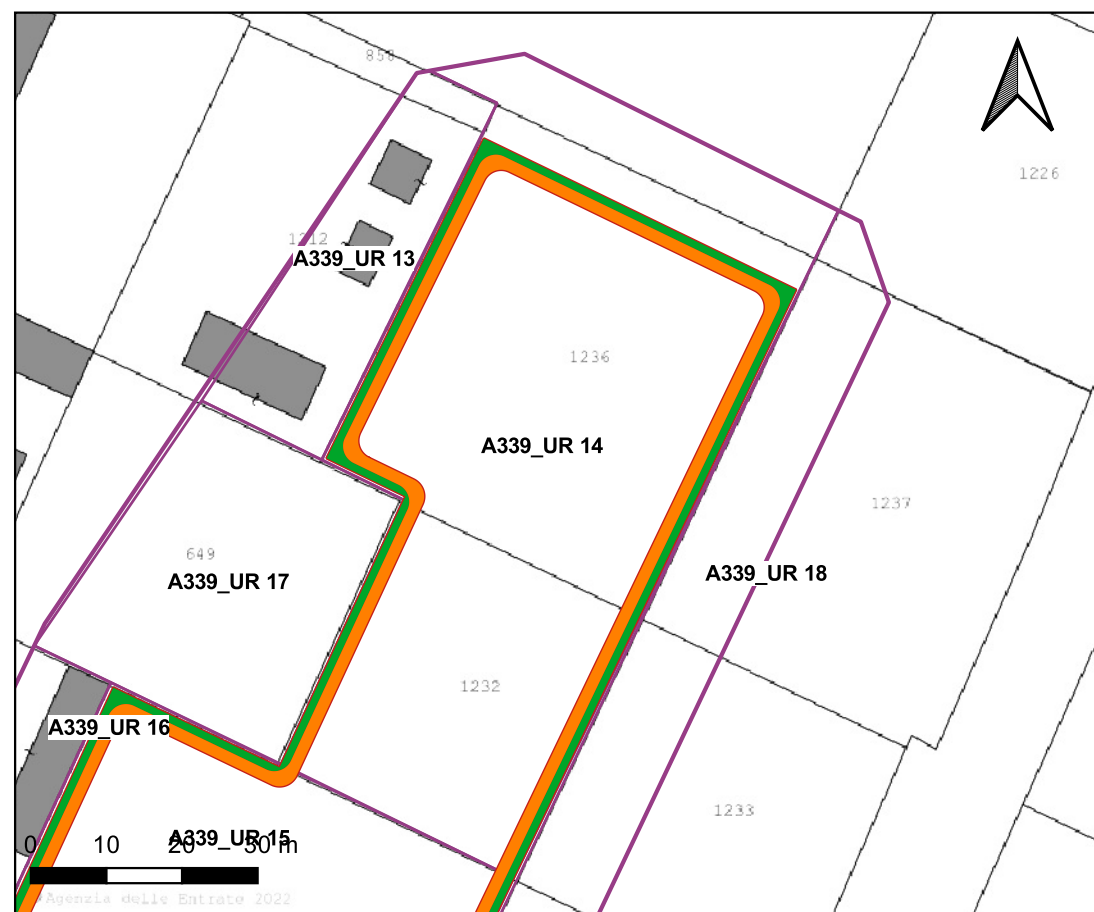 858
1226
1212
A339_UR 13
1236
A339_UR 14
1237
649
A339_UR 17
A339_UR 18
1232
A339_UR 16
1233
A339_UR 15
0 10 20 30 m
Agenzia delle Entrate 2022